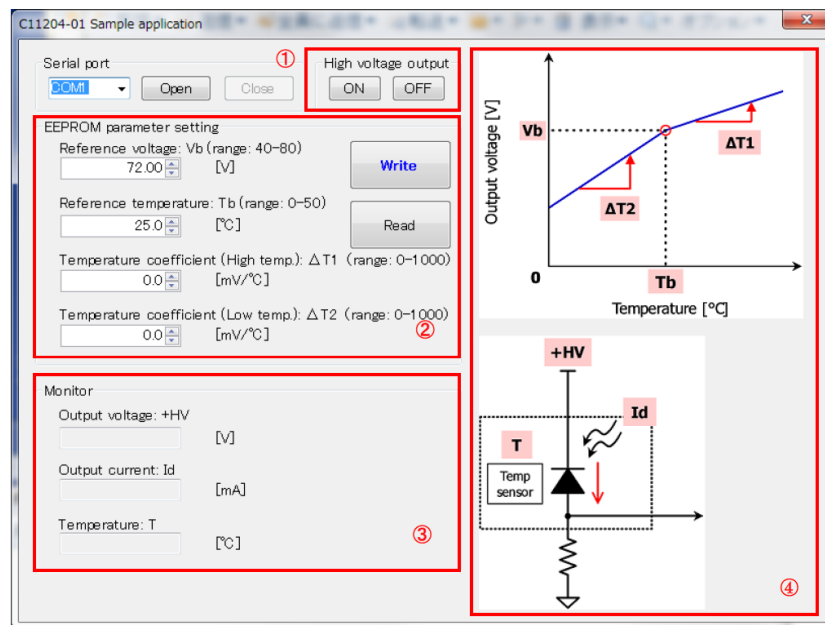 C11204-01 Sample application
Serial port
①
High voltage output
COM1
Open
Close
ON
OFF
EEPROM parameter setting
Reference voltage: Vb (range: 40-80)
72.00
[V]
Write
Reference temperature: Tb (range: 0-50)
25.0
[℃]
Read
Temperature coefficient (High temp.): ΔT1 (range: 0-1000)
0.0
[mV/℃]
Temperature coefficient (Low temp.): ΔT2 (range: 0-1000)
0.0
[mV/℃]
②
Monitor
Output voltage: +HV
[V]
Output current: Id
[mA]
Temperature: T
[℃]
③
Output voltage [V]
Vb
ΔT1
ΔT2
0
Tb
Temperature [°C]
+HV
Id
T
Temp
sensor
④